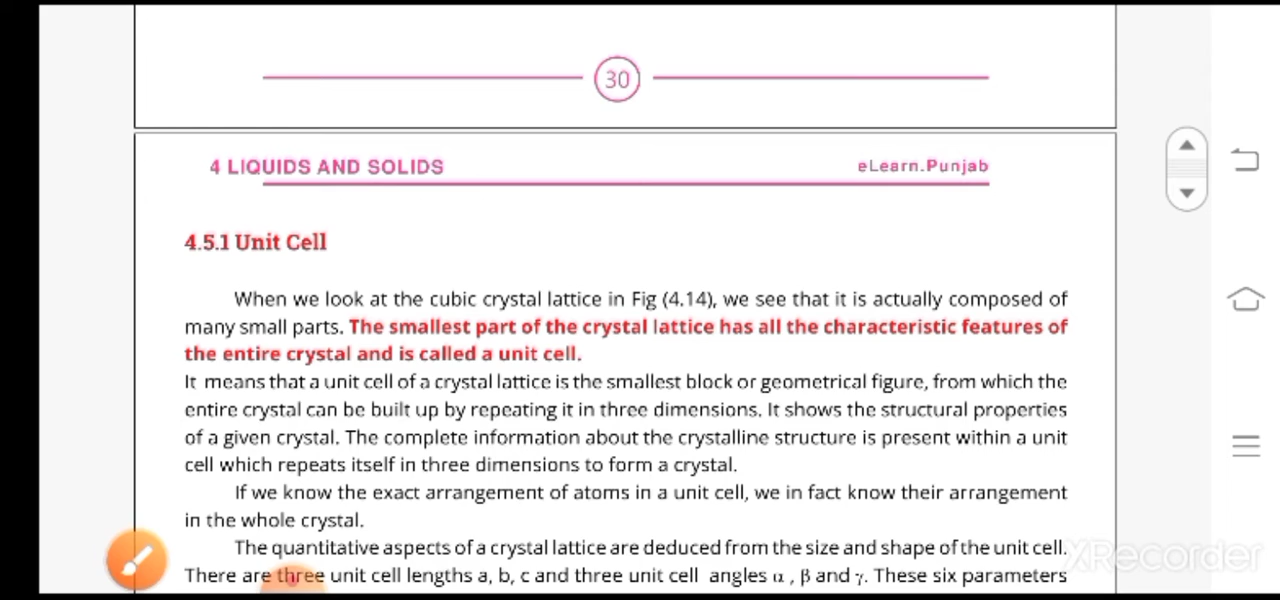 30
4 LIQUIDS AND SOLIDS
eLearn.Punjab
4.5.1 Unit Cell
When we look at the cubic crystal lattice in Fig (4.14), we see that it is actually composed of
many small parts. The smallest part of the crystal lattice has all the characteristic features of
the entire crystal and is called a unit cell.
It means that a unit cell of a crystal lattice is the smallest block or geometrical figure, from which the
entire crystal can be built up by repeating it in three dimensions. It shows the structural properties
of a given crystal. The complete information about the crystalline structure is present within a unit
cell which repeats itself in three dimensions to form a crystal.
If we know the exact arrangement of atoms in a unit cell, we in fact know their arrangement
in the whole crystal.
The quantitative aspects of a crystal lattice are deduced from the size and shape of the unit cell.
There are three unit cell lengths a, b, c and three unit cell angles α , β and γ. These six parameters
XRecorder